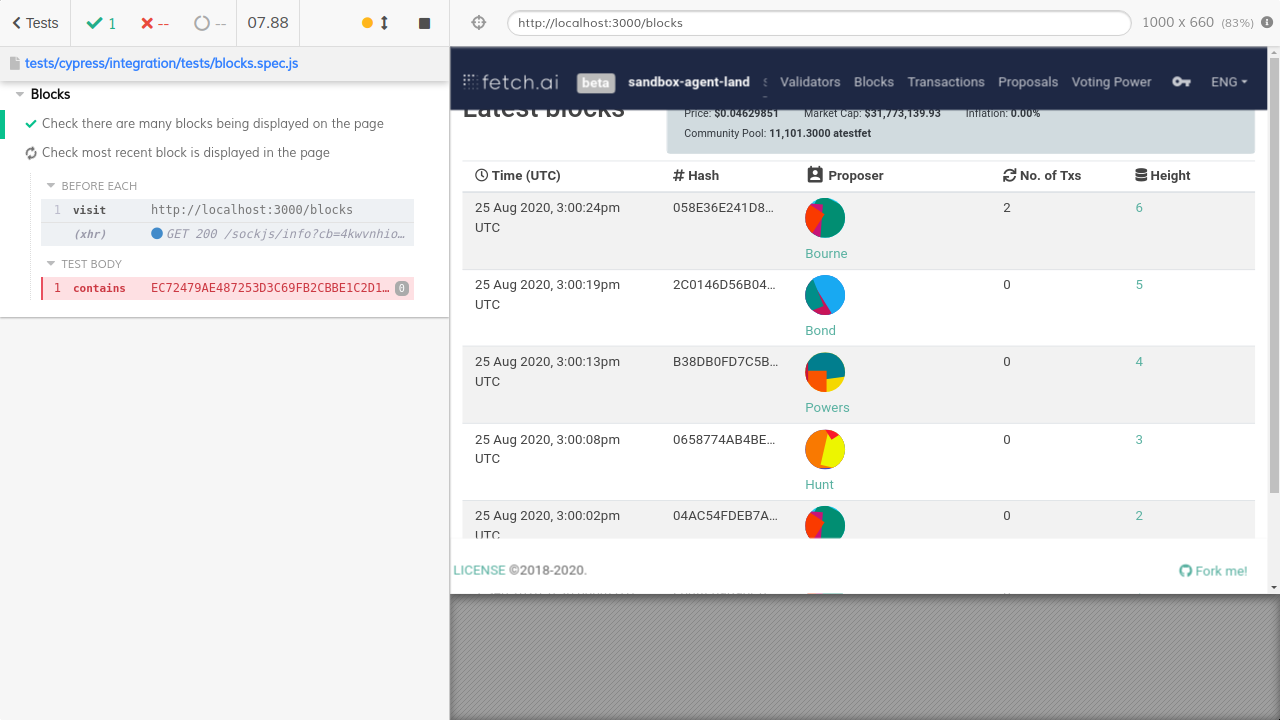 Tests 1 -- -- 07.88
http://localhost:3000/blocks 1000 x 660 (83%)
tests/cypress/integration/tests/blocks.spec.js
Blocks
Check there are many blocks being displayed on the page
Check most recent block is displayed in the page
BEFORE EACH
1 visit http://localhost:3000/blocks
(xhr) GET 200 /sockjs/info?cb=4kwvnhio…
TEST BODY
1 contains EC72479AE487253D3C69FB2CBBE1C2D1… 0
fetch.ai beta sandbox-agent-land Validators Blocks Transactions Proposals Voting Power ENG
Latest blocks
Price: $0.04629851 Market Cap: $31,773,139.93 Inflation: 0.00%
Community Pool: 11,101.3000 atestfet
Time (UTC) # Hash Proposer No. of Txs Height
25 Aug 2020, 3:00:24pm UTC 058E36E241D8… Bourne 2 6
25 Aug 2020, 3:00:19pm UTC 2C0146D56B04… Bond 0 5
25 Aug 2020, 3:00:13pm UTC B38DB0FD7C5B… Powers 0 4
25 Aug 2020, 3:00:08pm UTC 0658774AB4BE… Hunt 0 3
25 Aug 2020, 3:00:02pm UTC 04AC54FDEB7A… 0 2
LICENSE ©2018-2020. Fork me!